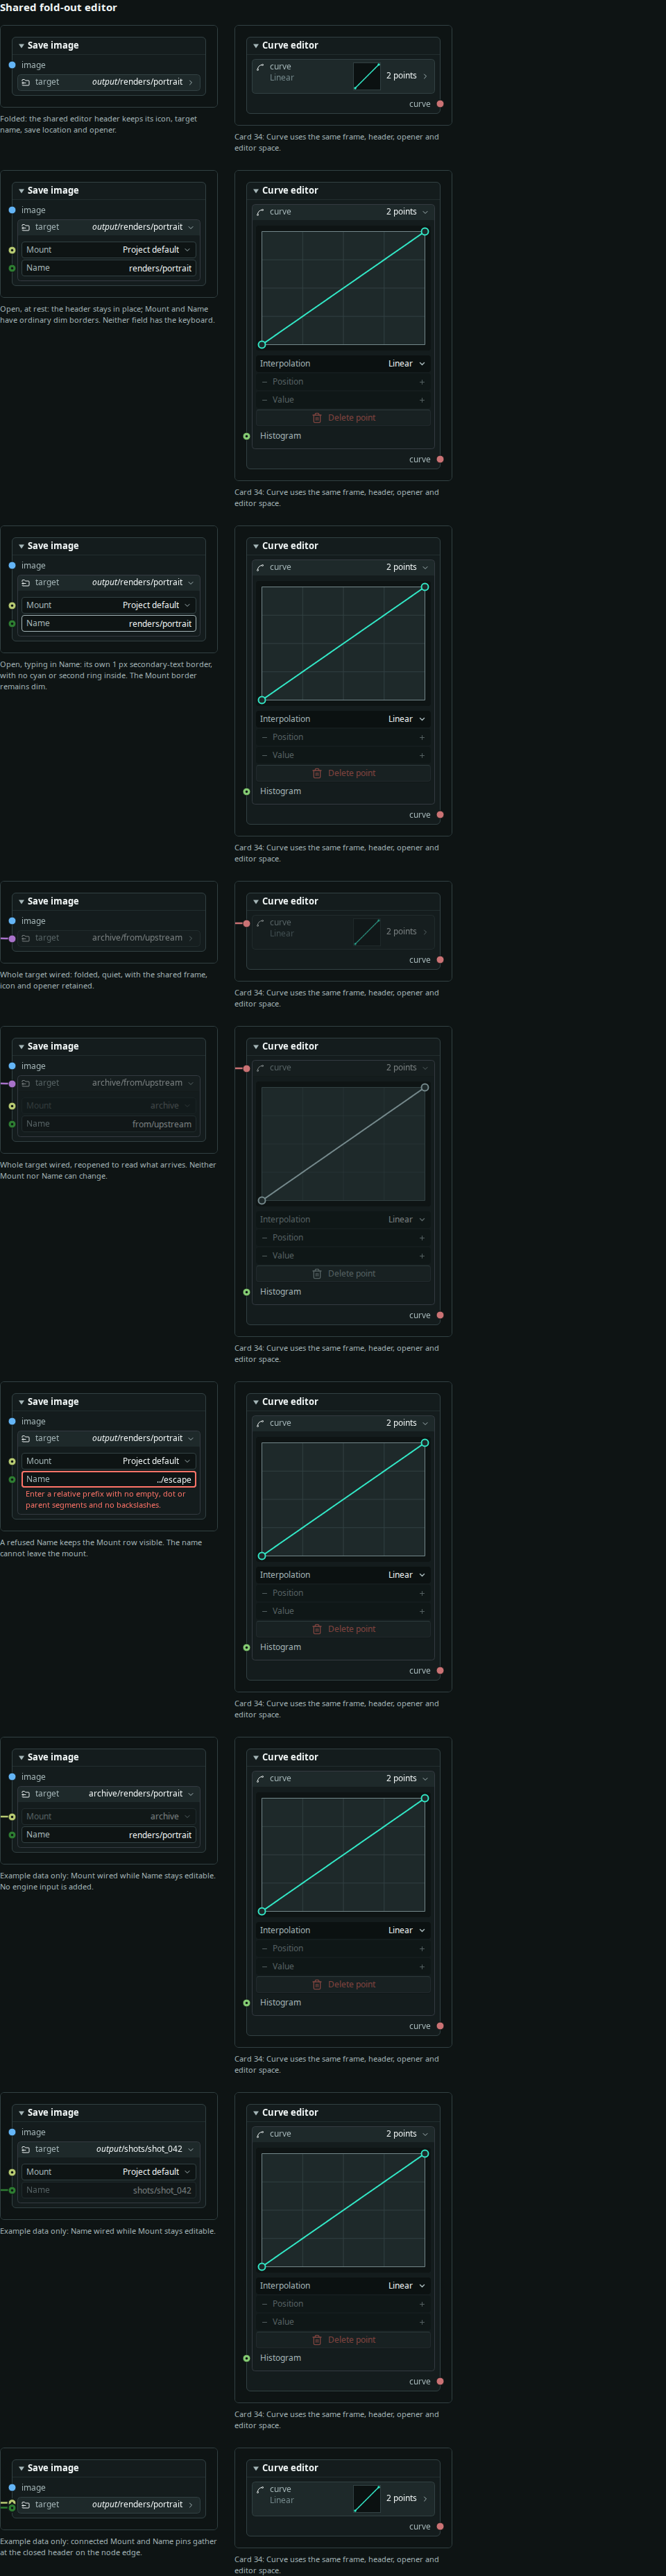 Shared fold-out editor
Save image
image
target output/renders/portrait
Folded: the shared editor header keeps its icon, target
name, save location and opener.
Curve editor
curve
Linear
2 points
curve
Card 34: Curve uses the same frame, header, opener and
editor space.
Save image
image
target output/renders/portrait
Mount Project default
Name renders/portrait
Open, at rest: the header stays in place; Mount and Name
have ordinary dim borders. Neither field has the keyboard.
Curve editor
curve 2 points
Interpolation Linear
– Position +
– Value +
Delete point
Histogram
curve
Card 34: Curve uses the same frame, header, opener and
editor space.
Save image
image
target output/renders/portrait
Mount Project default
Name renders/portrait
Open, typing in Name: its own 1 px secondary-text border,
with no cyan or second ring inside. The Mount border
remains dim.
Curve editor
curve 2 points
Interpolation Linear
– Position +
– Value +
Delete point
Histogram
curve
Card 34: Curve uses the same frame, header, opener and
editor space.
Save image
image
target archive/from/upstream
Whole target wired: folded, quiet, with the shared frame,
icon and opener retained.
Curve editor
curve
Linear
2 points
curve
Card 34: Curve uses the same frame, header, opener and
editor space.
Save image
image
target archive/from/upstream
Mount archive
Name from/upstream
Whole target wired, reopened to read what arrives. Neither
Mount nor Name can change.
Curve editor
curve 2 points
Interpolation Linear
– Position +
– Value +
Delete point
Histogram
curve
Card 34: Curve uses the same frame, header, opener and
editor space.
Save image
image
target output/renders/portrait
Mount Project default
Name ../escape
Enter a relative prefix with no empty, dot or
parent segments and no backslashes.
A refused Name keeps the Mount row visible. The name
cannot leave the mount.
Curve editor
curve 2 points
Interpolation Linear
– Position +
– Value +
Delete point
Histogram
curve
Card 34: Curve uses the same frame, header, opener and
editor space.
Save image
image
target archive/renders/portrait
Mount archive
Name renders/portrait
Example data only: Mount wired while Name stays editable.
No engine input is added.
Curve editor
curve 2 points
Interpolation Linear
– Position +
– Value +
Delete point
Histogram
curve
Card 34: Curve uses the same frame, header, opener and
editor space.
Save image
image
target output/shots/shot_042
Mount Project default
Name shots/shot_042
Example data only: Name wired while Mount stays editable.
Curve editor
curve 2 points
Interpolation Linear
– Position +
– Value +
Delete point
Histogram
curve
Card 34: Curve uses the same frame, header, opener and
editor space.
Save image
image
target output/renders/portrait
Example data only: connected Mount and Name pins gather
at the closed header on the node edge.
Curve editor
curve
Linear
2 points
curve
Card 34: Curve uses the same frame, header, opener and
editor space.